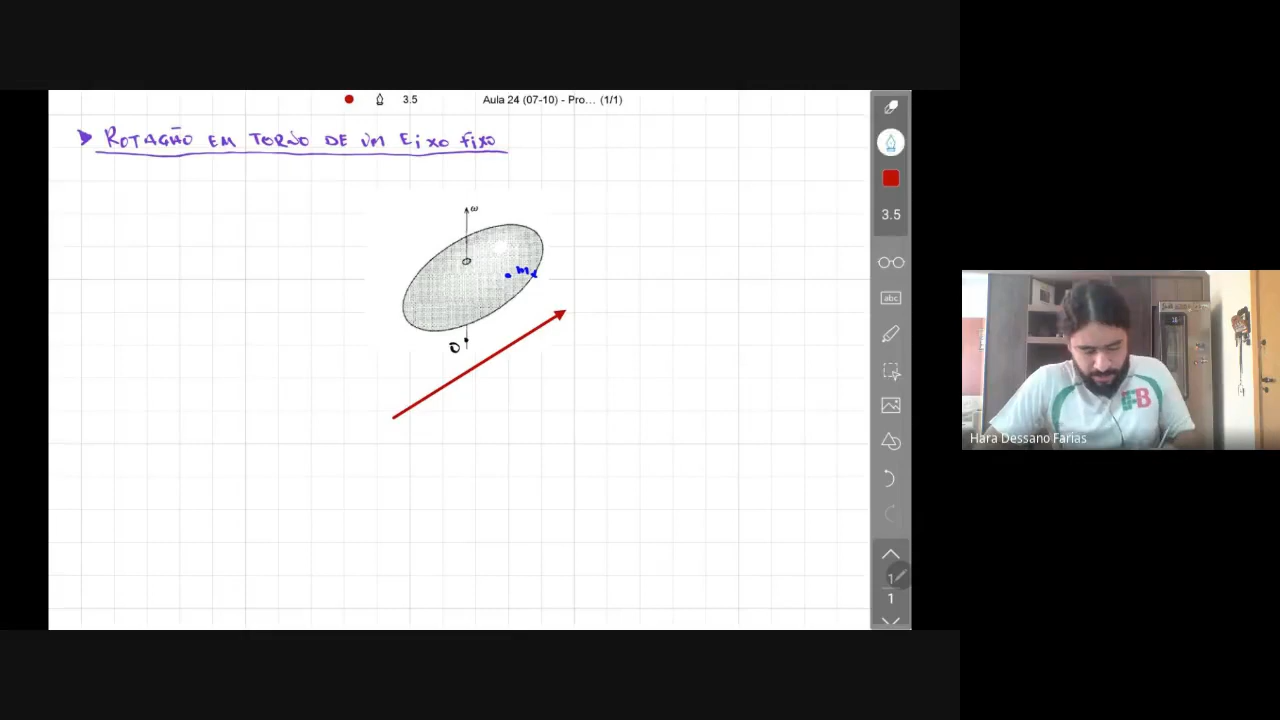 3.5 Aula 24 (07-10) - Pro... (1/1)
ROTAÇÃO EM TORNO DE UM EIXO FIXO
ω
m
O
3.5
abc
1
1
Hara Dessano Farias